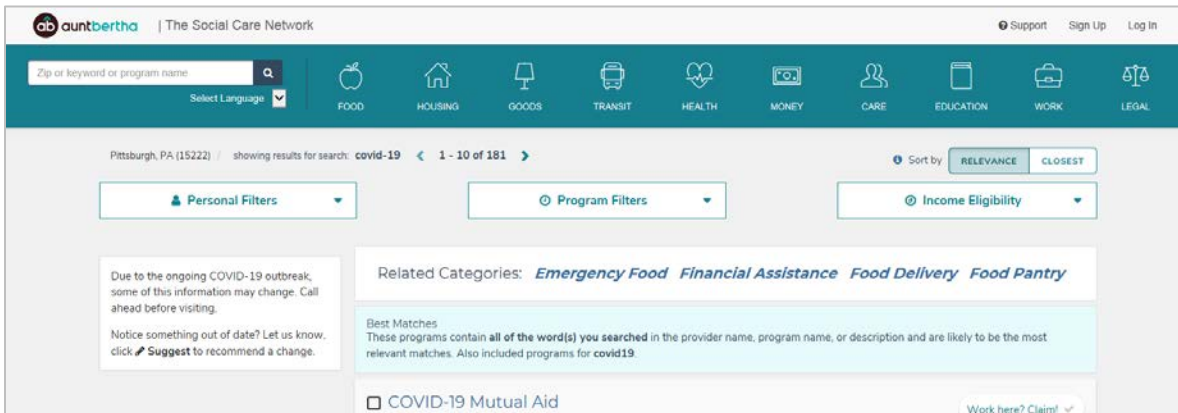 ab auntbertha | The Social Care Network
Support Sign Up Log In
Zip or keyword or program name
Select Language
FOOD HOUSING GOODS TRANSIT HEALTH MONEY CARE EDUCATION WORK LEGAL
Pittsburgh, PA (15222) / showing results for search: covid-19 1 - 10 of 181
Sort by RELEVANCE CLOSEST
Personal Filters
Program Filters
Income Eligibility
Due to the ongoing COVID-19 outbreak,
some of this information may change. Call
ahead before visiting.
Notice something out of date? Let us know,
click Suggest to recommend a change.
Related Categories: Emergency Food Financial Assistance Food Delivery Food Pantry
Best Matches
These programs contain all of the word(s) you searched in the provider name, program name, or description and are likely to be the most
relevant matches. Also included programs for covid19.
COVID-19 Mutual Aid
Work here? Claim!